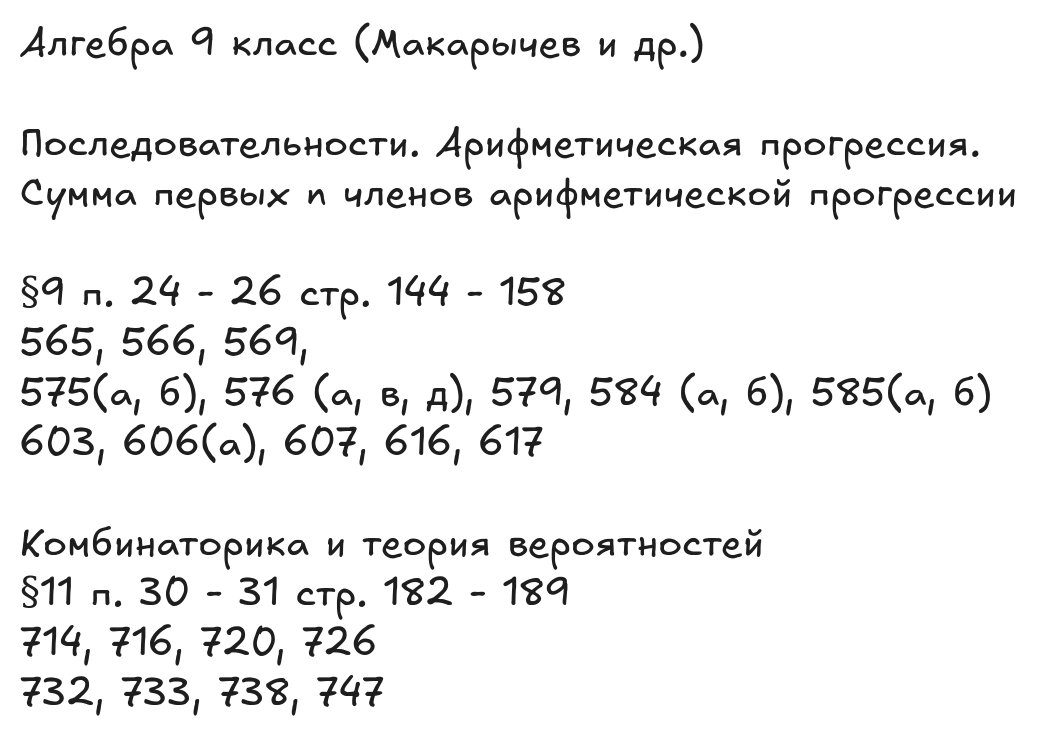 Алгебра 9 класс (Макарычев и др.)
Последовательности. Арифметическая прогрессия.
Сумма первых n членов арифметической прогрессии
§9 п. 24 - 26 стр. 144 - 158
565, 566, 569,
575(а, б), 576 (а, в, д), 579, 584 (а, б), 585(а, б)
603, 606(а), 607, 616, 617
Комбинаторика и теория вероятностей
§11 п. 30 - 31 стр. 182 - 189
714, 716, 720, 726
732, 733, 738, 747